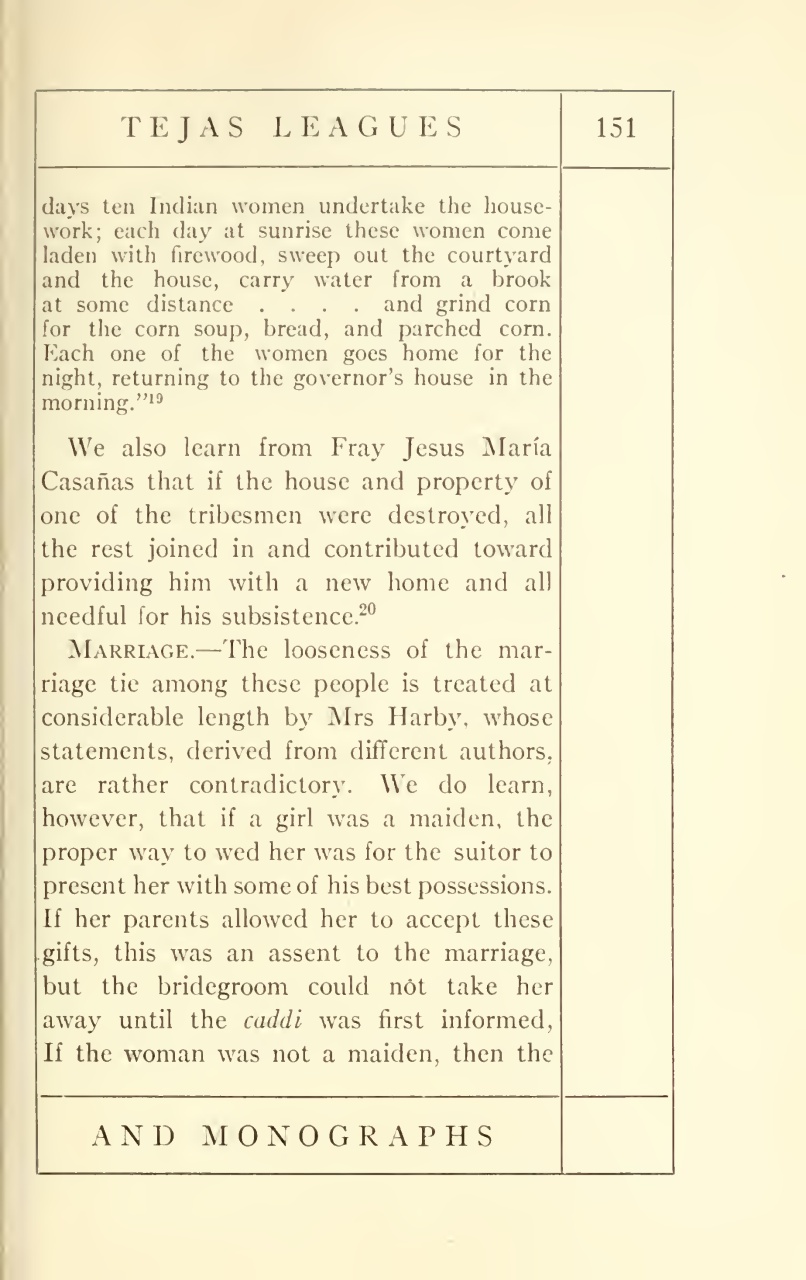 TEJAS LEAGUES
151
days ten Indian women undertake the house-
work; each day at sunrise these women come
laden with firewood, sweep out the courtyard
and the house, carry water from a brook
at some distance . . . . and grind corn
for the corn soup, bread, and parched corn.
Each one of the women goes home for the
night, returning to the governor's house in the
morning."¹⁹
We also learn from Fray Jesus María
Casañas that if the house and property of
one of the tribesmen were destroyed, all
the rest joined in and contributed toward
providing him with a new home and all
needful for his subsistence.²⁰
MARRIAGE.—The looseness of the mar-
riage tie among these people is treated at
considerable length by Mrs Harby, whose
statements, derived from different authors,
are rather contradictory. We do learn,
however, that if a girl was a maiden, the
proper way to wed her was for the suitor to
present her with some of his best possessions.
If her parents allowed her to accept these
gifts, this was an assent to the marriage,
but the bridegroom could not take her
away until the caddi was first informed,
If the woman was not a maiden, then the
AND MONOGRAPHS